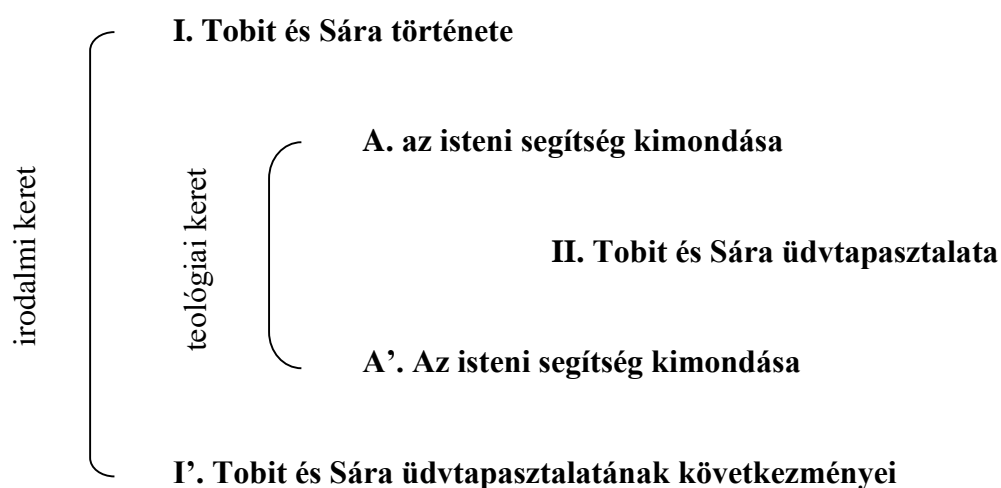 I. Tobit és Sára története
A. az isteni segítség kimondása
irodalmi keret
teológiai keret
II. Tobit és Sára üdvtapasztalata
A’. Az isteni segítség kimondása
I’. Tobit és Sára üdvtapasztalatának következményei